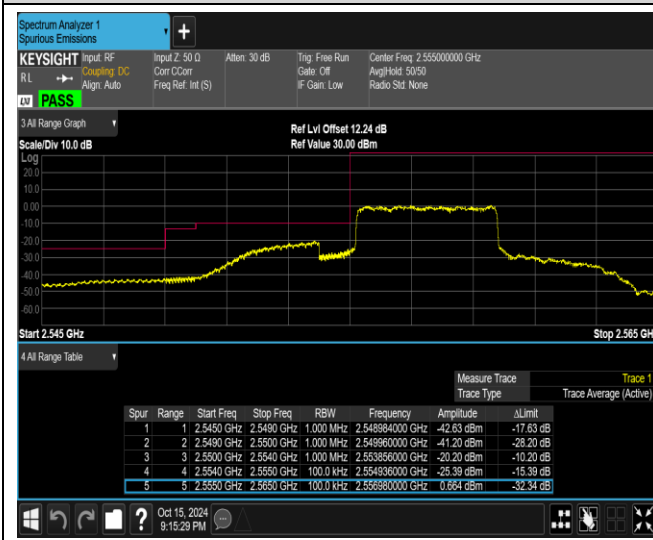 Spectrum Analyzer 1
Spurious Emissions
KEYSIGHT Input: RF Input Z: 50 Ω Atten: 30 dB Trig: Free Run Center Freq: 2.555000000 GHz
RL Coupling: DC Corr CCorr Gate: Off Avg|Hold: 50/50
Align: Auto Freq Ref: Int (S) IF Gain: Low Radio Std: None
LXI PASS
3 All Range Graph
Ref Lvl Offset 12.24 dB
Scale/Div 10.0 dB Ref Value 30.00 dBm
Log
20.0
10.0
0.00
-10.0
-20.0
-30.0
-40.0
-50.0
-60.0
Start 2.545 GHz Stop 2.565 GH
4 All Range Table
Measure Trace Trace 1
Trace Type Trace Average (Active)
Spur Range Start Freq Stop Freq RBW Frequency Amplitude ΔLimit
1 1 2.5450 GHz 2.5490 GHz 1.000 MHz 2.548984000 GHz -42.63 dBm -17.63 dB
2 2 2.5490 GHz 2.5500 GHz 1.000 MHz 2.549960000 GHz -41.20 dBm -28.20 dB
3 3 2.5500 GHz 2.5540 GHz 1.000 MHz 2.553856000 GHz -20.20 dBm -10.20 dB
4 4 2.5540 GHz 2.5550 GHz 100.0 kHz 2.554936000 GHz -25.39 dBm -15.39 dB
5 5 2.5550 GHz 2.5650 GHz 100.0 kHz 2.556980000 GHz 0.664 dBm -32.34 dB
Oct 15, 2024
9:15:29 PM